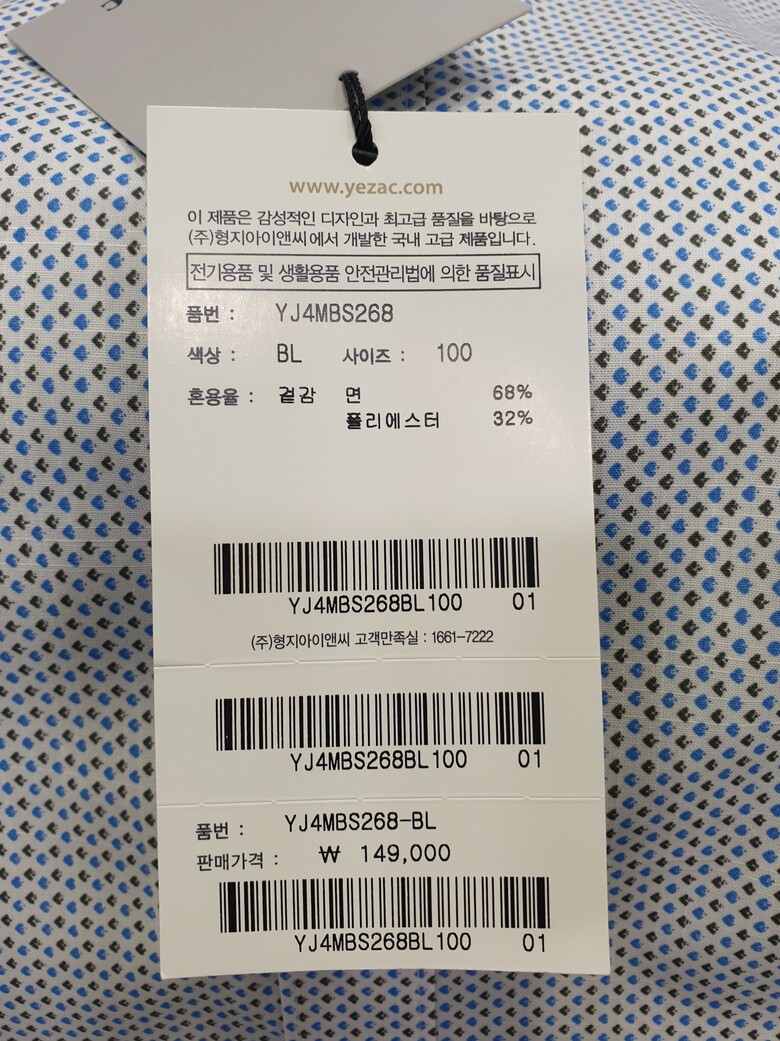 www.yezac.com
이 제품은 감성적인 디자인과 최고급 품질을 바탕으로
(주)형지아이앤씨에서 개발한 국내 고급 제품입니다.
전기용품 및 생활용품 안전관리법에 의한 품질표시
품번 : YJ4MBS268
색상 : BL 사이즈 : 100
혼용율 : 겉감 면 68%
폴리에스터 32%
YJ4MBS268BL100 01
(주)형지아이앤씨 고객만족실 : 1661-7222
YJ4MBS268BL100 01
품번 : YJ4MBS268-BL
판매가격 : ₩ 149,000
YJ4MBS268BL100 01